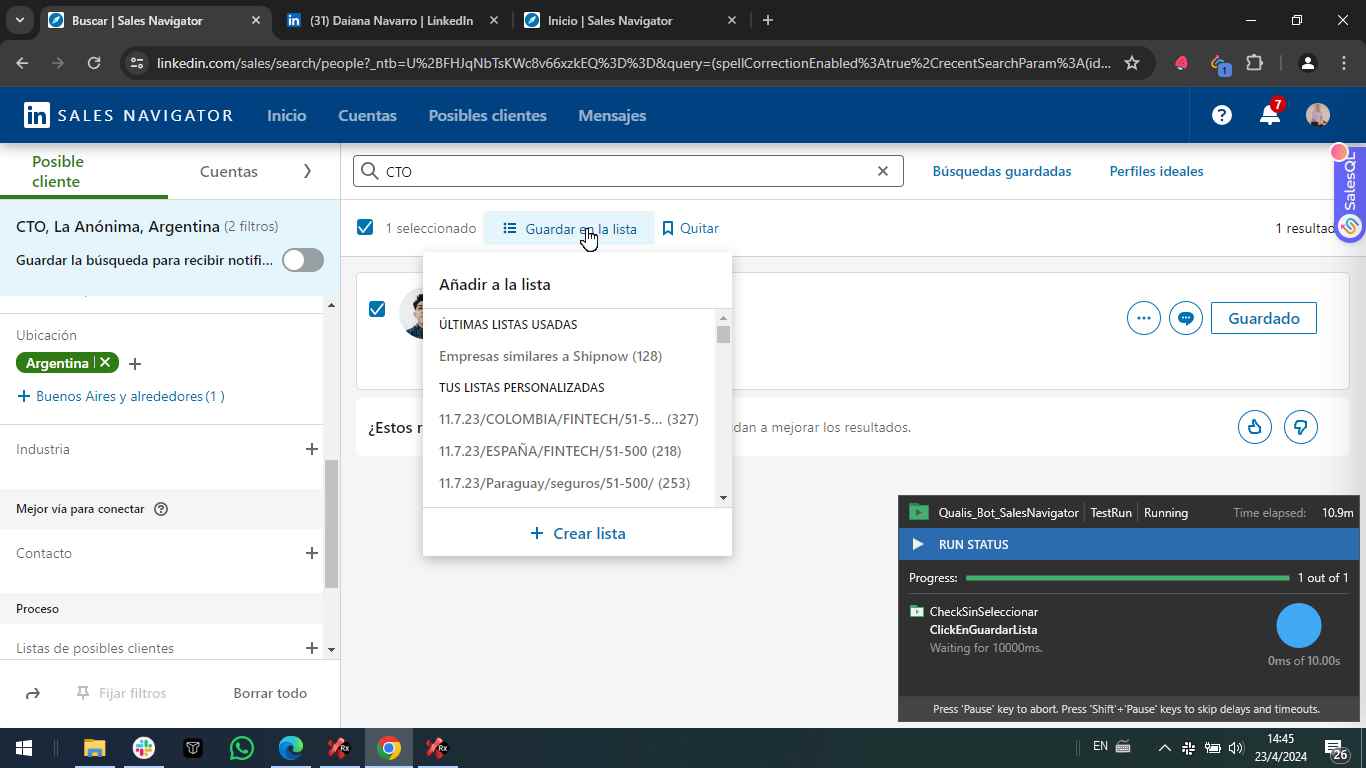 Buscar | Sales Navigator
(31) Daiana Navarro | LinkedIn
Inicio | Sales Navigator
linkedin.com/sales/search/people?_ntb=U%2BFHJqNbTsKWc8v66xzkEQ%3D%3D&query=(spellCorrectionEnabled%3Atrue%2CrecentSearchParam%3A(id...
1
in SALES NAVIGATOR
Inicio
Cuentas
Posibles clientes
Mensajes
7
Posible cliente
Cuentas
CTO
Búsquedas guardadas
Perfiles ideales
SalesQL
CTO, La Anónima, Argentina (2 filtros)
Guardar la búsqueda para recibir notifi...
1 seleccionado
Guardar en la lista
Quitar
1 resultad
Añadir a la lista
ÚLTIMAS LISTAS USADAS
Empresas similares a Shipnow (128)
TUS LISTAS PERSONALIZADAS
11.7.23/COLOMBIA/FINTECH/51-5... (327)
11.7.23/ESPAÑA/FINTECH/51-500 (218)
11.7.23/Paraguay/seguros/51-500/ (253)
+ Crear lista
Guardado
¿Estos r
dan a mejorar los resultados.
Ubicación
Argentina
+ Buenos Aires y alrededores (1 )
Industria
Mejor vía para conectar
Contacto
Proceso
Listas de posibles clientes
Fijar filtros
Borrar todo
Qualis_Bot_SalesNavigator
TestRun
Running
Time elapsed: 10.9m
RUN STATUS
Progress:
1 out of 1
CheckSinSeleccionar
ClickEnGuardarLista
Waiting for 10000ms.
0ms of 10.00s
Press 'Pause' key to abort. Press 'Shift'+'Pause' keys to skip delays and timeouts.
Rx
Rx
EN
14:45
23/4/2024
26